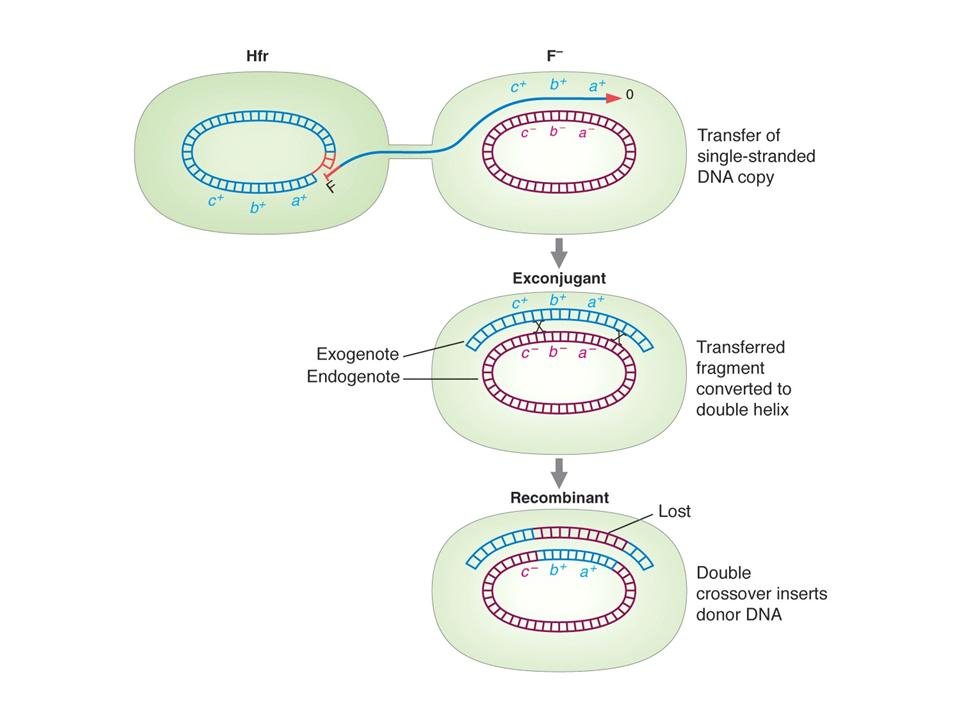 Hfr
F–
c+ b+ a+
0
c– b– a–
F
c+ b+ a+
Transfer of
single-stranded
DNA copy
Exconjugant
c+ b+ a+
c– b– a–
Exogenote
Endogenote
Transferred
fragment
converted to
double helix
Recombinant
Lost
c– b+ a+
Double
crossover inserts
donor DNA